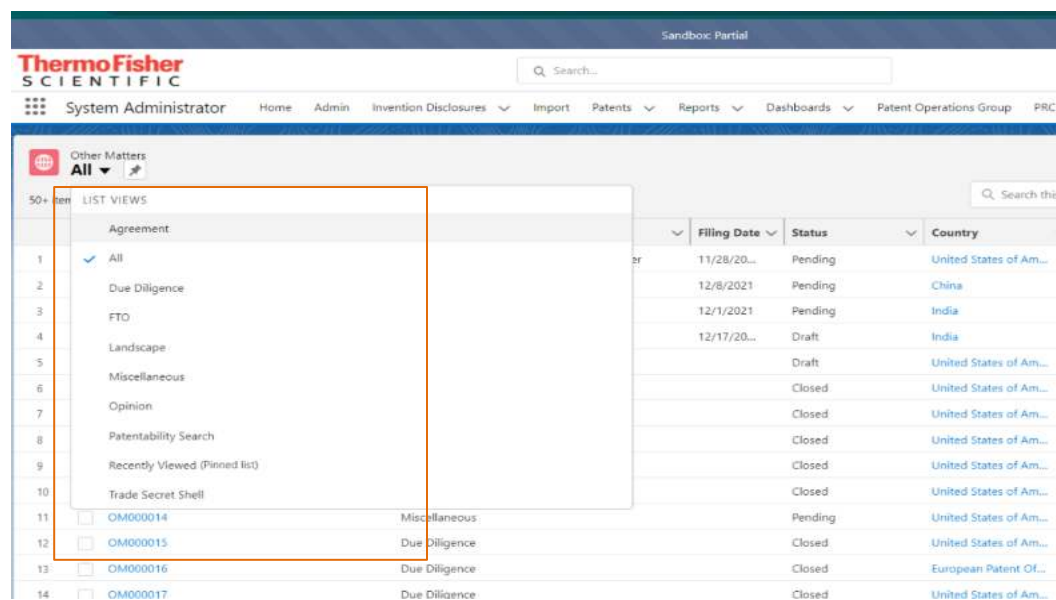 Sandbox: Partial
ThermoFisher
SCIENTIFIC
Search...
System Administrator Home Admin Invention Disclosures Import Patents Reports Dashboards Patent Operations Group PRC
Other Matters
All
50+ item
Search this
LIST VIEWS
Filing Date Status Country
Agreement
1 All er 11/28/20... Pending United States of Am...
2 Due Diligence 12/8/2021 Pending China
3 FTO 12/1/2021 Pending India
4 Landscape 12/17/20... Draft India
5 Miscellaneous Draft United States of Am...
6 Opinion Closed United States of Am...
7 Closed United States of Am...
8 Patentability Search Closed United States of Am...
9 Recently Viewed (Pinned list) Closed United States of Am...
10 Trade Secret Shell Closed United States of Am...
11 OM000014 Miscellaneous Pending United States of Am...
12 OM000015 Due Diligence Closed United States of Am...
13 OM000016 Due Diligence Closed European Patent Of...
14 OM000017 Due Diligence Closed United States of Am...